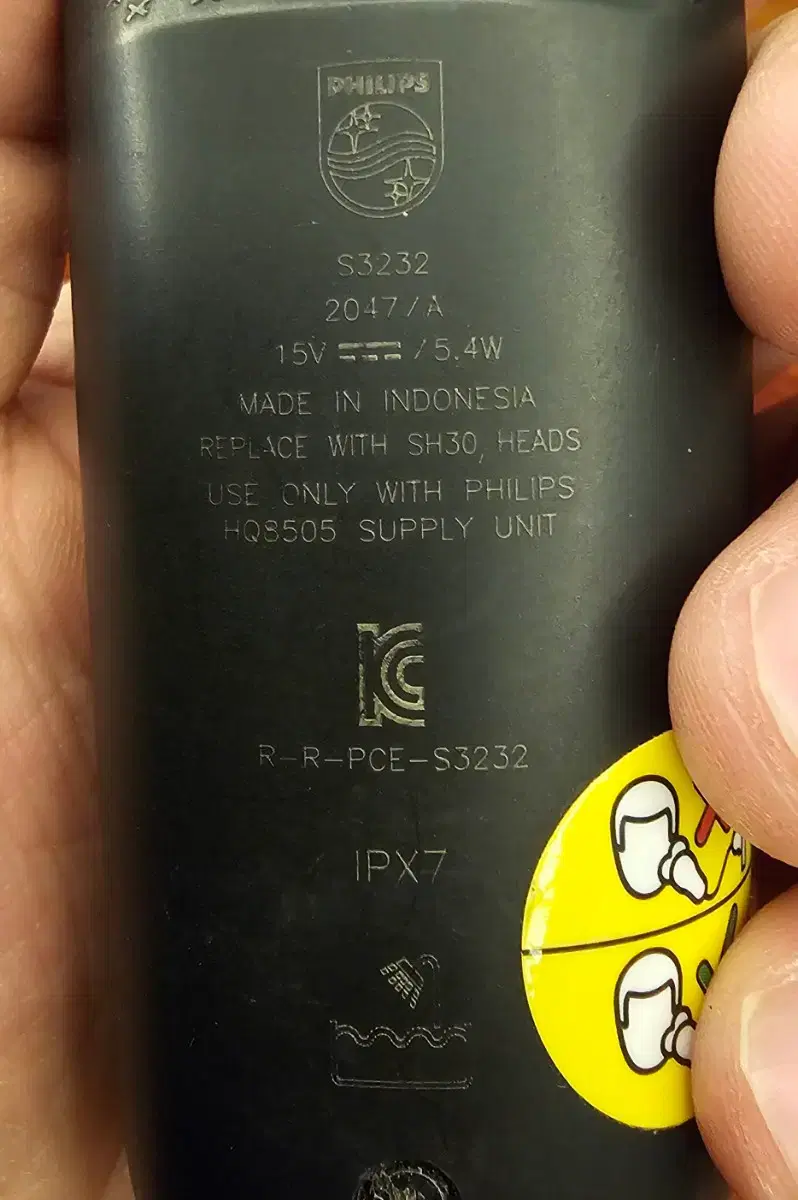 PHILIPS
S3232
2047/A
15V ⎓ /5.4W
MADE IN INDONESIA
REPLACE WITH SH30, HEADS
USE ONLY WITH PHILIPS
HQ8505 SUPPLY UNIT
R-R-PCE-S3232
IPX7